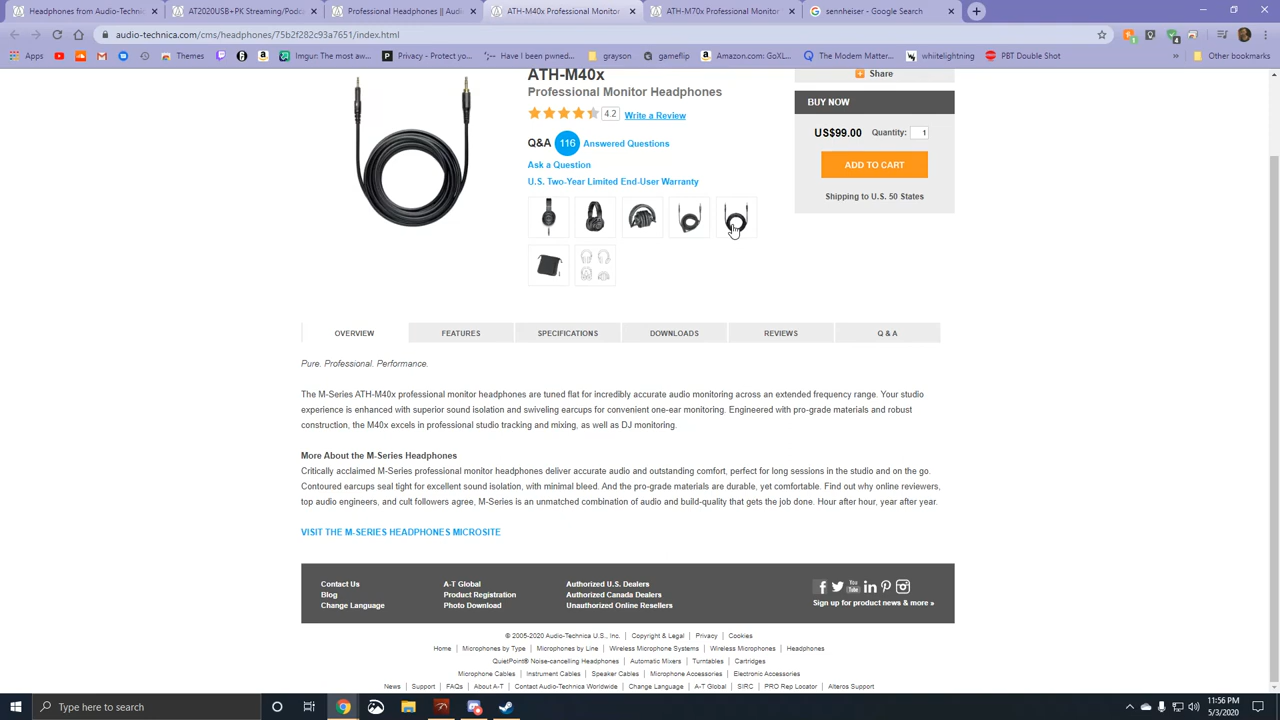 Headphones
AT2020USB+PK Streaming/Podc
Headphones || Audi
ATH-M20x Professional Stud
ATH-M40x Professional Monitor
senheiser - Google Search
audio-technica.com/cms/headphones/75b2f282c93a7651/index.html
Apps
Imgur: The most aw...
Themes
Privacy - Protect yo...
Have I been pwned...
grayson
gameflip
Amazon.com: GoXL...
The Modern Matter...
whitelightning
PBT Double Shot
Other bookmarks
ATH-M40x
Professional Monitor Headphones
4.2 Write a Review
Q&A 116 Answered Questions
Ask a Question
U.S. Two-Year Limited End-User Warranty
Share
BUY NOW
US$99.00 Quantity: 1
ADD TO CART
Shipping to U.S. 50 States
OVERVIEW FEATURES SPECIFICATIONS DOWNLOADS REVIEWS Q & A
Pure. Professional. Performance.
The M-Series ATH-M40x professional monitor headphones are tuned flat for incredibly accurate audio monitoring across an extended frequency range. Your studio
experience is enhanced with superior sound isolation and swiveling earcups for convenient one-ear monitoring. Engineered with pro-grade materials and robust
construction, the M40x excels in professional studio tracking and mixing, as well as DJ monitoring.
More About the M-Series Headphones
Critically acclaimed M-Series professional monitor headphones deliver accurate audio and outstanding comfort, perfect for long sessions in the studio and on the go.
Contoured earcups seal tight for excellent sound isolation, with minimal bleed. And the pro-grade materials are durable, yet comfortable. Find out why online reviewers,
top audio engineers, and cult followers agree, M-Series is an unmatched combination of audio and build-quality that gets the job done. Hour after hour, year after year.
VISIT THE M-SERIES HEADPHONES MICROSITE
Contact Us
Blog
Change Language
A-T Global
Product Registration
Photo Download
Authorized U.S. Dealers
Authorized Canada Dealers
Unauthorized Online Resellers
You Tube
Sign up for product news & more »
© 2005-2020 Audio-Technica U.S., Inc. | Copyright & Legal | Privacy | Cookies
Home | Microphones by Type | Microphones by Line | Wireless Microphone Systems | Wireless Microphones | Headphones
QuietPoint® Noise-cancelling Headphones | Automatic Mixers | Turntables | Cartridges
Microphone Cables | Instrument Cables | Speaker Cables | Microphone Accessories | Electronic Accessories
News | Support | FAQs | About A-T | Contact Audio-Technica Worldwide | Change Language | A-T Global | SIRC | PRO Rep Locator | Alteros Support
Type here to search
11:56 PM
5/3/2020